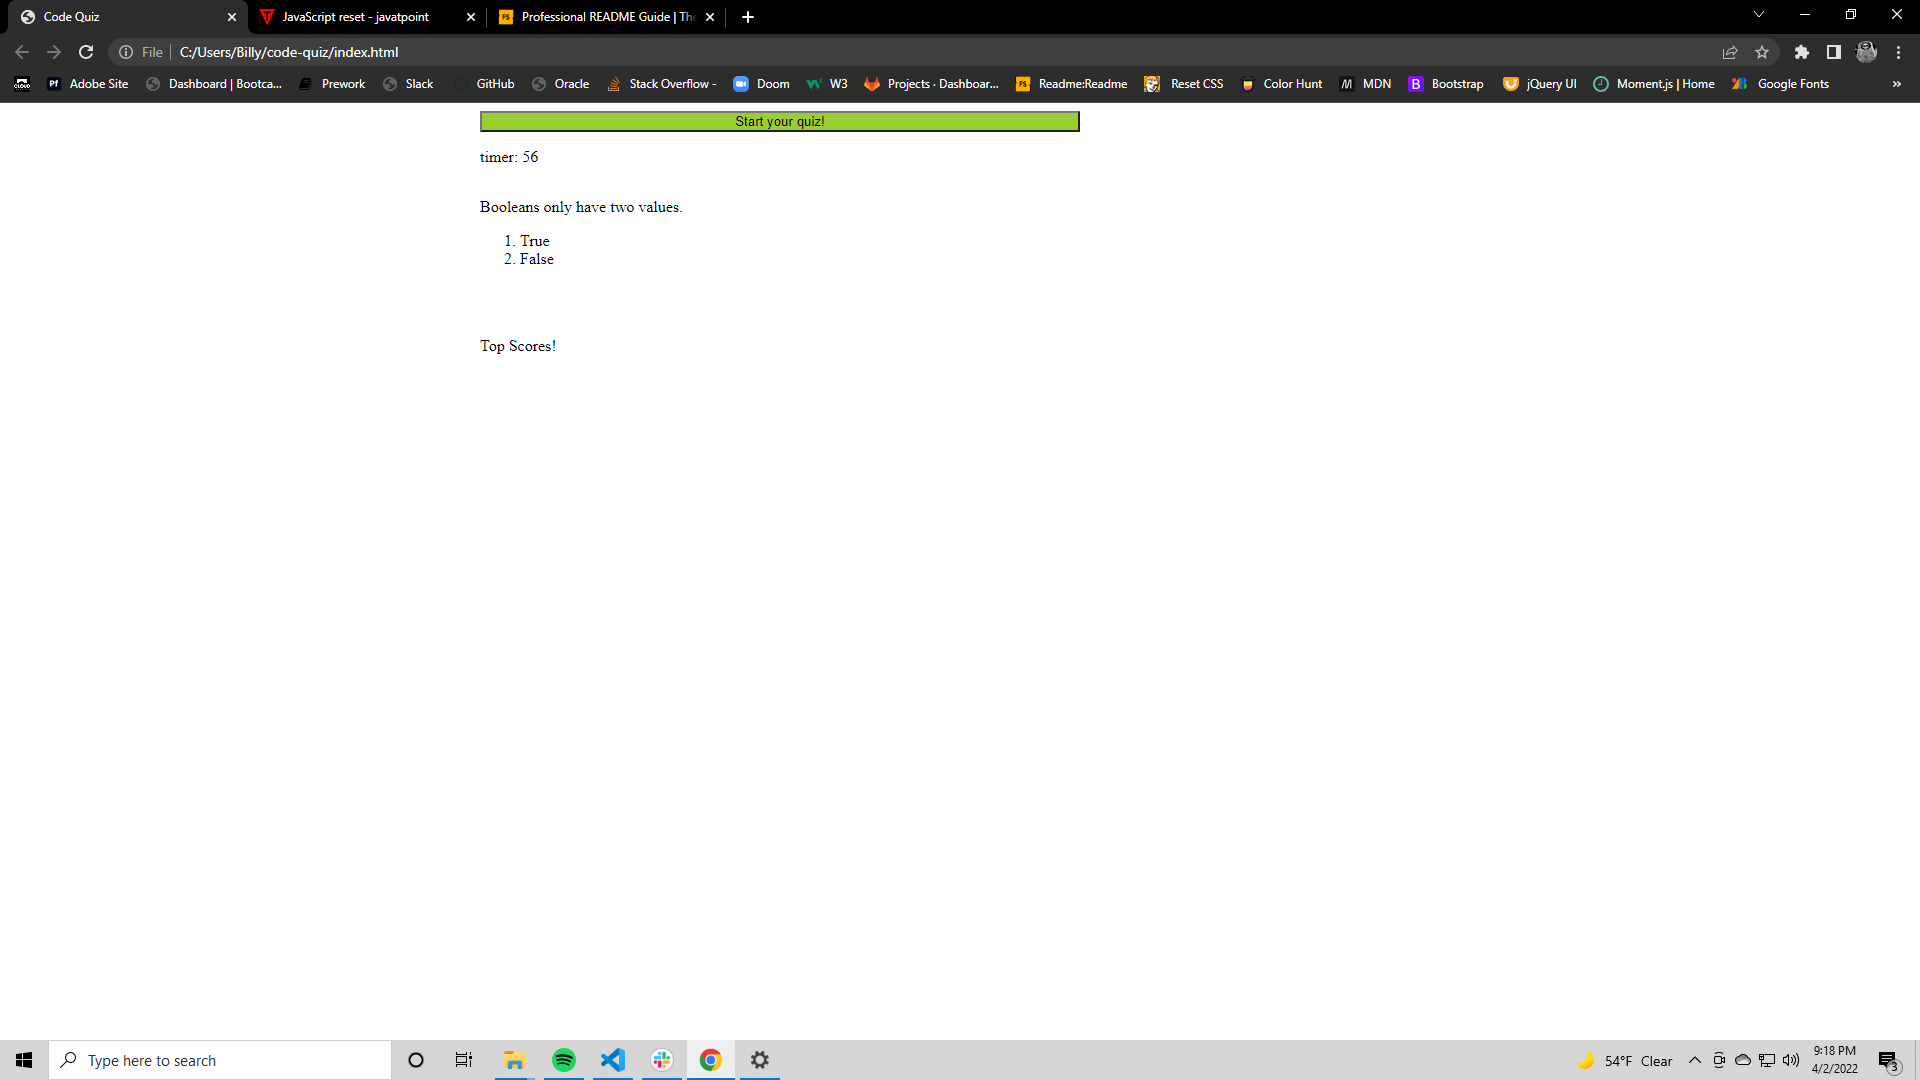 Code Quiz
JavaScript reset - javatpoint
Professional README Guide | The
File
C:/Users/Billy/code-quiz/index.html
Adobe Site
Dashboard | Bootca...
Prework
Slack
GitHub
Oracle
Stack Overflow -
Doom
W3
Projects · Dashboar...
Readme:Readme
Reset CSS
Color Hunt
MDN
Bootstrap
jQuery UI
Moment.js | Home
Google Fonts
»
Start your quiz!
timer: 56
Booleans only have two values.
1. True
2. False
Top Scores!
Type here to search
54°F Clear
9:18 PM
4/2/2022
3